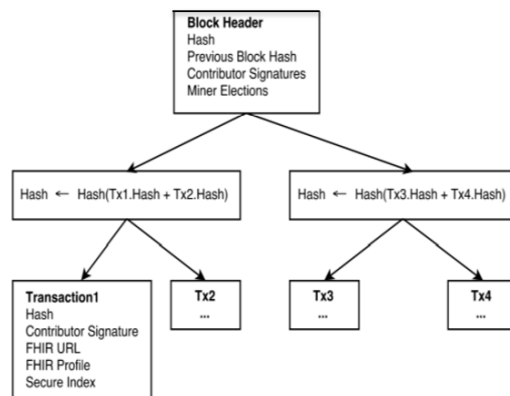 Block Header
Hash
Previous Block Hash
Contributor Signatures
Miner Elections
Hash ← Hash(Tx1.Hash + Tx2.Hash)
Hash ← Hash(Tx3.Hash + Tx4.Hash)
Transaction1
Hash
Contributor Signature
FHIR URL
FHIR Profile
Secure Index
Tx2
...
Tx3
...
Tx4
...